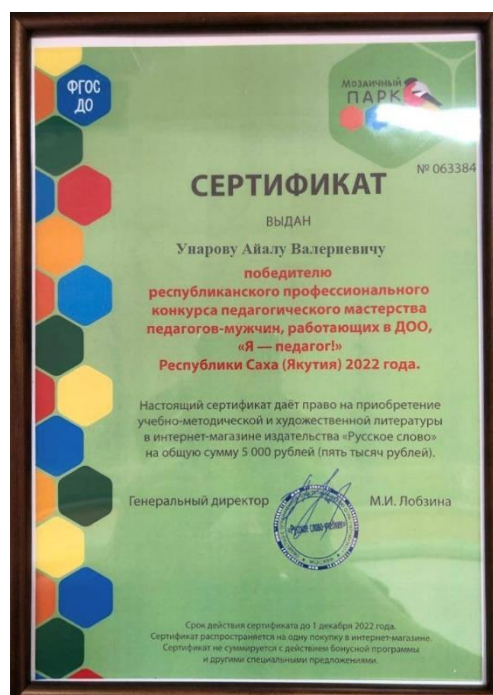 ФГОС
ДО
МОЗАИЧНЫЙ
ПАРК
№ 063384
СЕРТИФИКАТ
ВЫДАН
Унарову Айалу Валериевичу
победителю
республиканского профессионального
конкурса педагогического мастерства
педагогов-мужчин, работающих в ДОО,
«Я — педагог!»
Республики Саха (Якутия) 2022 года.
Настоящий сертификат даёт право на приобретение
учебно-методической и художественной литературы
в интернет-магазине издательства «Русское слово»
на общую сумму 5 000 рублей (пять тысяч рублей).
Генеральный директор
М.И. Лобзина
Срок действия сертификата до 1 декабря 2022 года.
Сертификат распространяется на одну покупку в интернет-магазине.
Сертификат не суммируется с действием бонусной программы
и другими специальными предложениями.